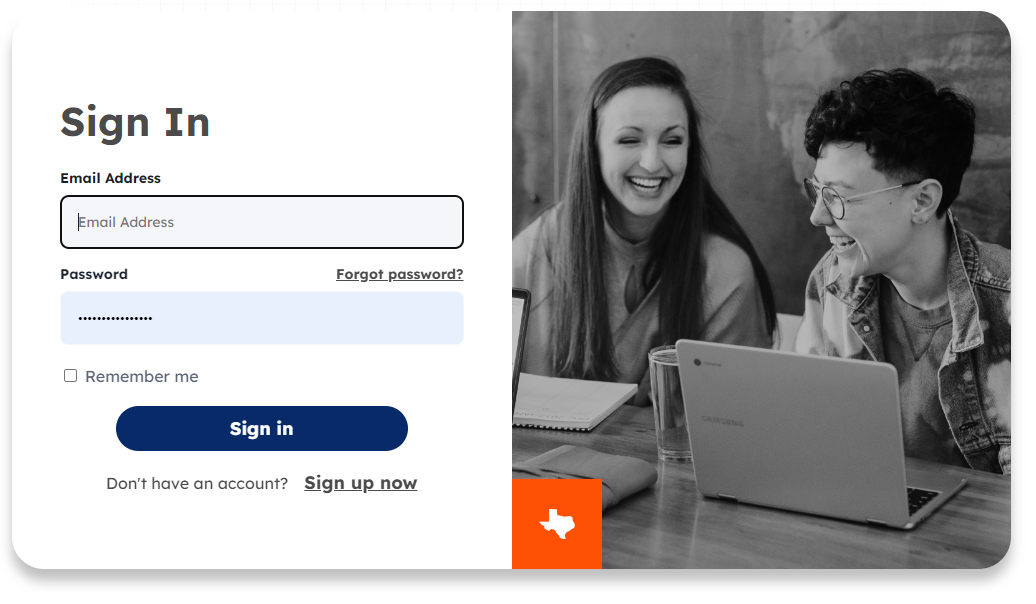 Sign In
Email Address
Email Address
Password Forgot password?
••••••••••••••••
Remember me
Sign in
Don't have an account? Sign up now
SAMSUNG